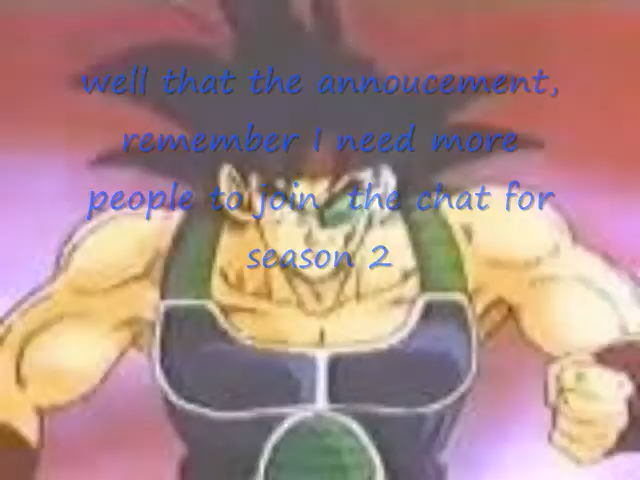 well that the annoucement,
remember I need more
people to join the chat for
season 2